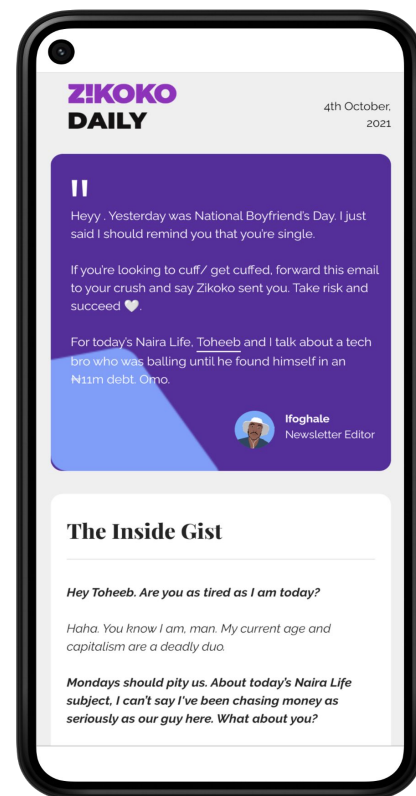 Z!KOKO
DAILY
4th October,
2021
"
Heyy . Yesterday was National Boyfriend's Day. I just
said I should remind you that you're single.
If you're looking to cuff/ get cuffed, forward this email
to your crush and say Zikoko sent you. Take risk and
succeed 🤍.
For today's Naira Life, Toheeb and I talk about a tech
bro who was balling until he found himself in an
₦11m debt. Omo.
Ifoghale
Newsletter Editor
The Inside Gist
Hey Toheeb. Are you as tired as I am today?
Haha. You know I am, man. My current age and
capitalism are a deadly duo.
Mondays should pity us. About today's Naira Life
subject, I can't say I've been chasing money as
seriously as our guy here. What about you?